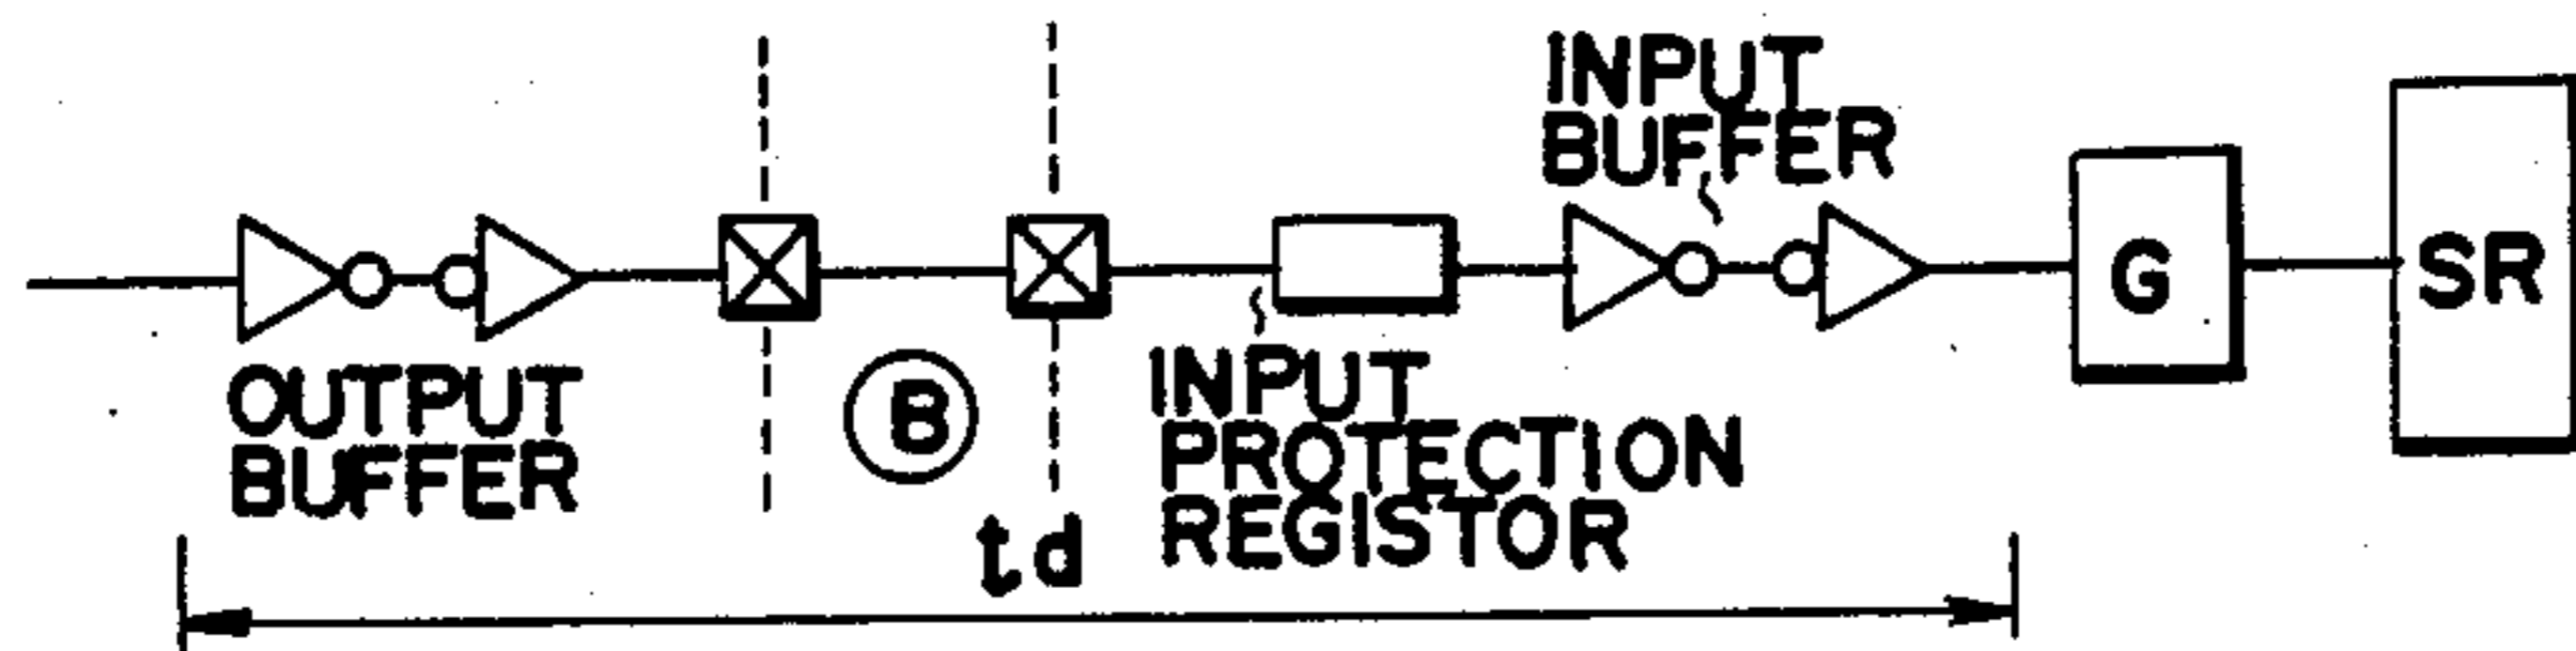 OUTPUT
BUFFER
B
td
INPUT
PROTECTION
REGISTOR
INPUT
BUFFER
G
SR